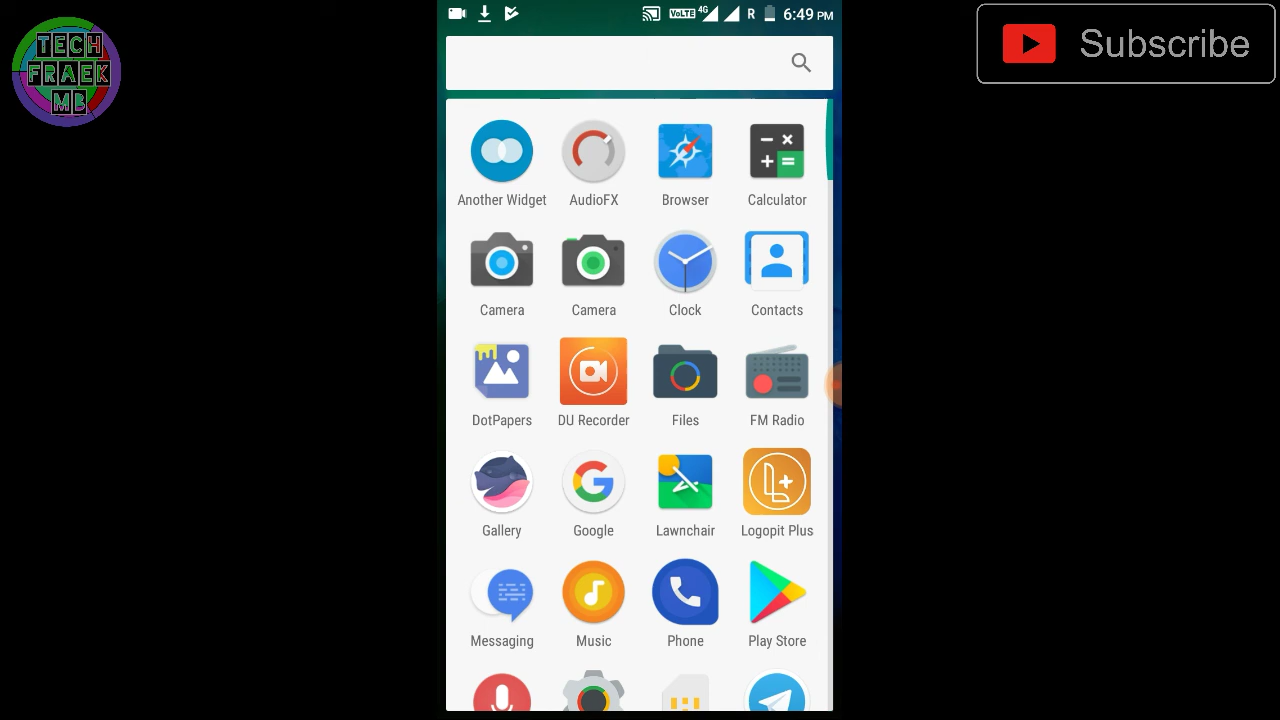 TECH
FRAEK
MB
VoLTE 4G R 6:49 PM
Subscribe
Another Widget AudioFX Browser Calculator
Camera Camera Clock Contacts
DotPapers DU Recorder Files FM Radio
Gallery Google Lawnchair Logopit Plus
Messaging Music Phone Play Store